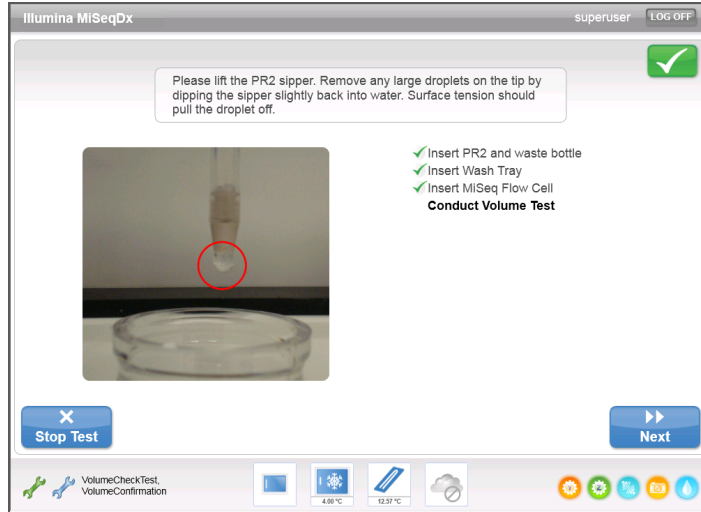 Illumina MiSeqDx
superuser
LOG OFF
Please lift the PR2 sipper. Remove any large droplets on the tip by
dipping the sipper slightly back into water. Surface tension should
pull the droplet off.
Insert PR2 and waste bottle
Insert Wash Tray
Insert MiSeq Flow Cell
Conduct Volume Test
Stop Test
Next
VolumeCheckTest,
VolumeConfirmation
4.00 °C
12.57 °C